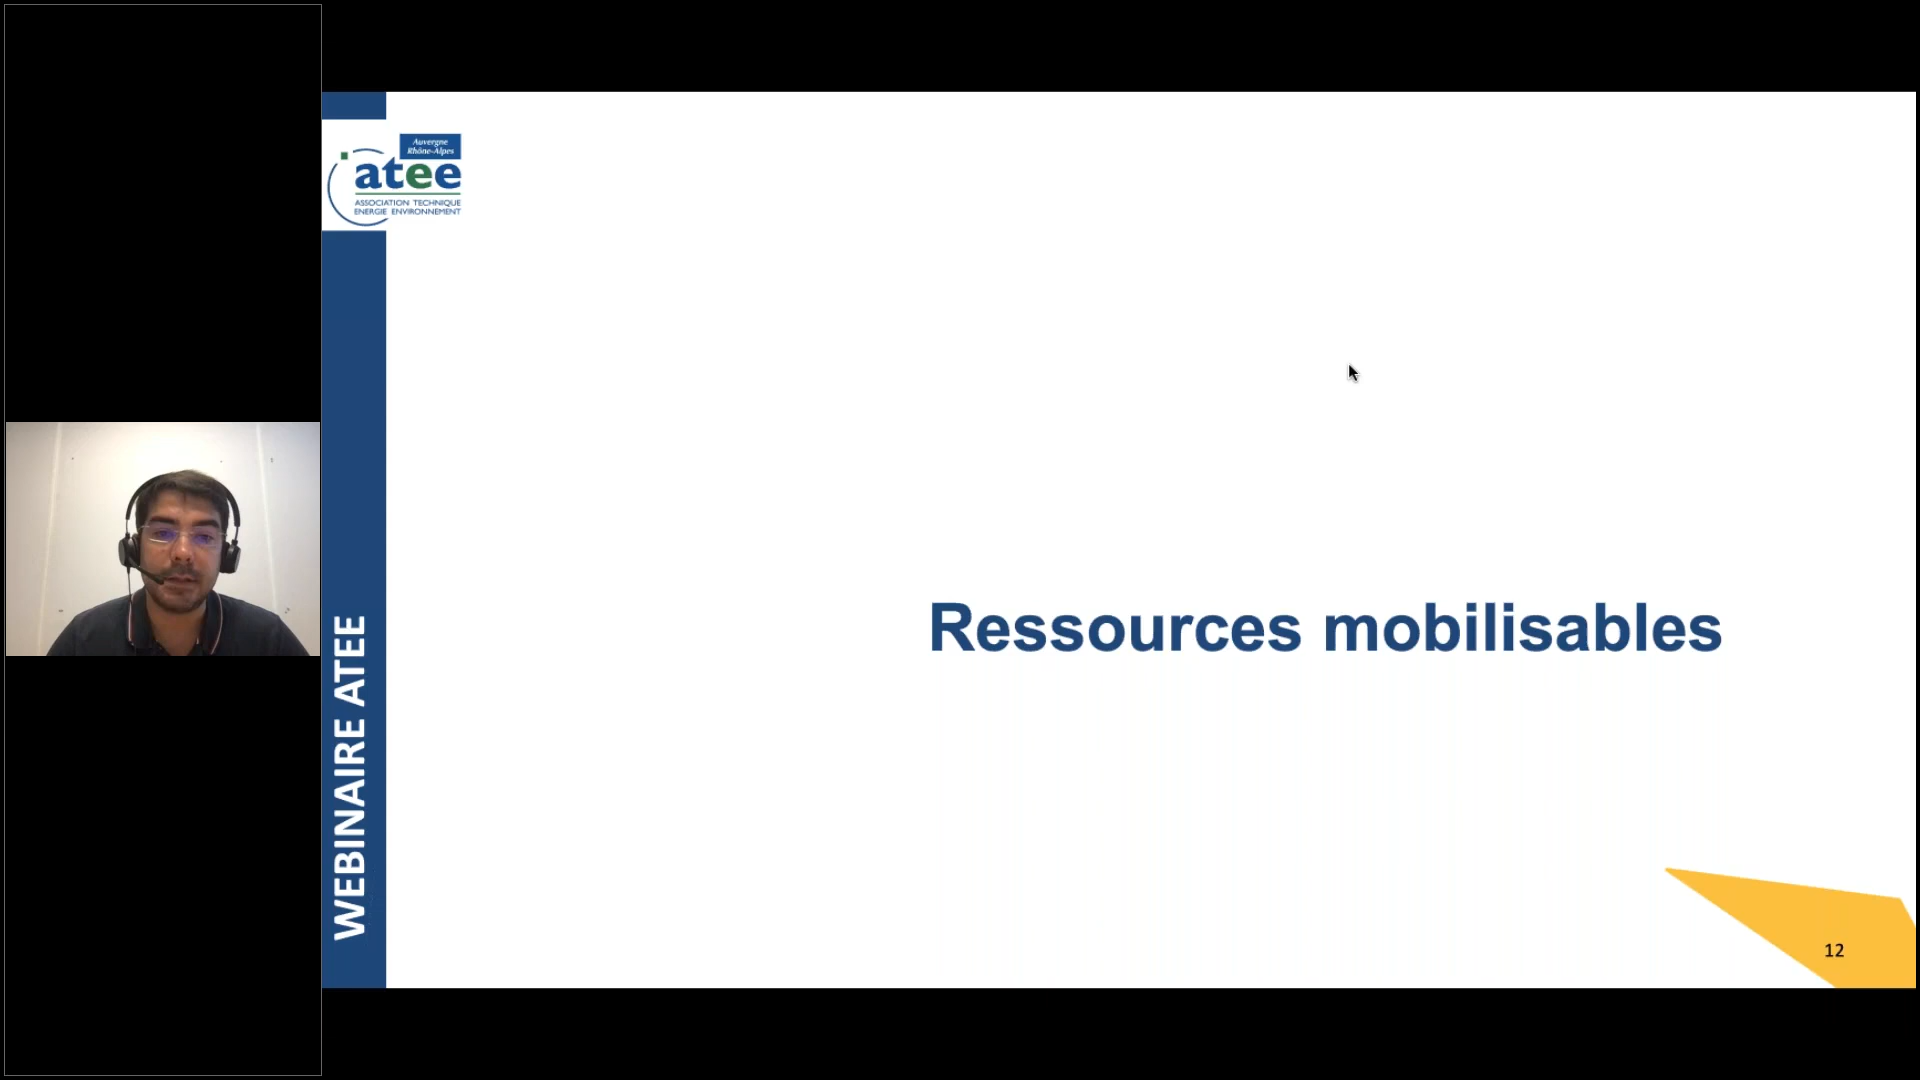 Auvergne
Rhône-Alpes
atee
ASSOCIATION TECHNIQUE
ENERGIE ENVIRONNEMENT
WEBINAIRE ATEE
Ressources mobilisables
12